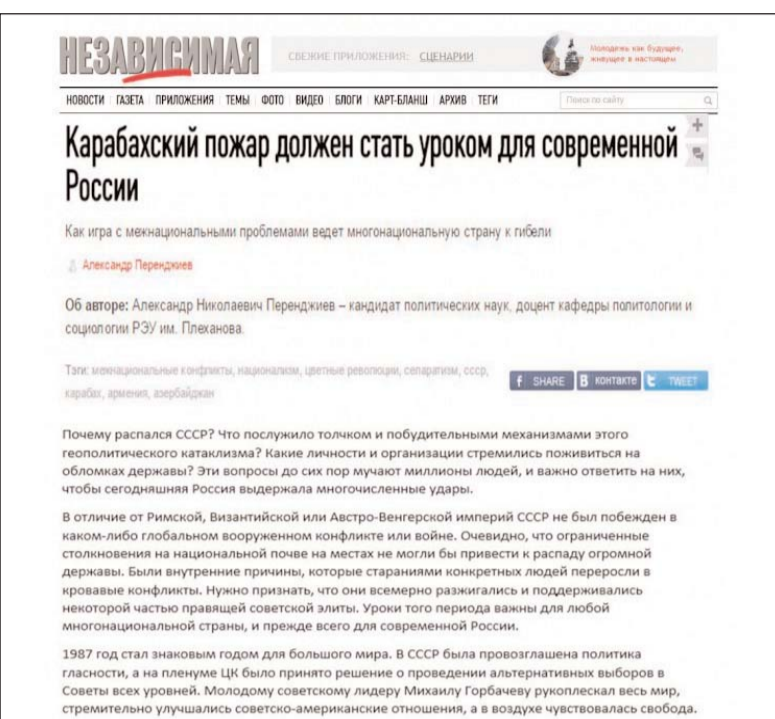 НЕЗАВИСИМАЯ
СВЕЖИЕ ПРИЛОЖЕНИЯ: СЦЕНАРИИ
Молодежь как будущее,
живущее в настоящем
НОВОСТИ ГАЗЕТА ПРИЛОЖЕНИЯ ТЕМЫ ФОТО ВИДЕО БЛОГИ КАРТ-БЛАНШ АРХИВ ТЕГИ
Поиск по сайту
Карабахский пожар должен стать уроком для современной
России
Как игра с межнациональными проблемами ведет многонациональную страну к гибели
Александр Перенджиев
Об авторе: Александр Николаевич Перенджиев – кандидат политических наук, доцент кафедры политологии и
социологии РЭУ им. Плеханова.
Тэги: межнациональные конфликты, национализм, цветные революции, сепаратизм, ссср,
карабах, армения, азербайджан
f SHARE
B КОНТАКТЕ
t TWEET
Почему распался СССР? Что послужило толчком и побудительными механизмами этого
геополитического катаклизма? Какие личности и организации стремились поживиться на
обломках державы? Эти вопросы до сих пор мучают миллионы людей, и важно ответить на них,
чтобы сегодняшняя Россия выдержала многочисленные удары.
В отличие от Римской, Византийской или Австро-Венгерской империй СССР не был побежден в
каком-либо глобальном вооруженном конфликте или войне. Очевидно, что ограниченные
столкновения на национальной почве на местах не могли бы привести к распаду огромной
державы. Были внутренние причины, которые стараниями конкретных людей переросли в
кровавые конфликты. Нужно признать, что они всемерно разжигались и поддерживались
некоторой частью правящей советской элиты. Уроки того периода важны для любой
многонациональной страны, и прежде всего для современной России.
1987 год стал знаковым годом для большого мира. В СССР была провозглашена политика
гласности, а на пленуме ЦК было принято решение о проведении альтернативных выборов в
Советы всех уровней. Молодому советскому лидеру Михаилу Горбачеву рукоплескал весь мир,
стремительно улучшались советско-американские отношения, а в воздухе чувствовалась свобода.